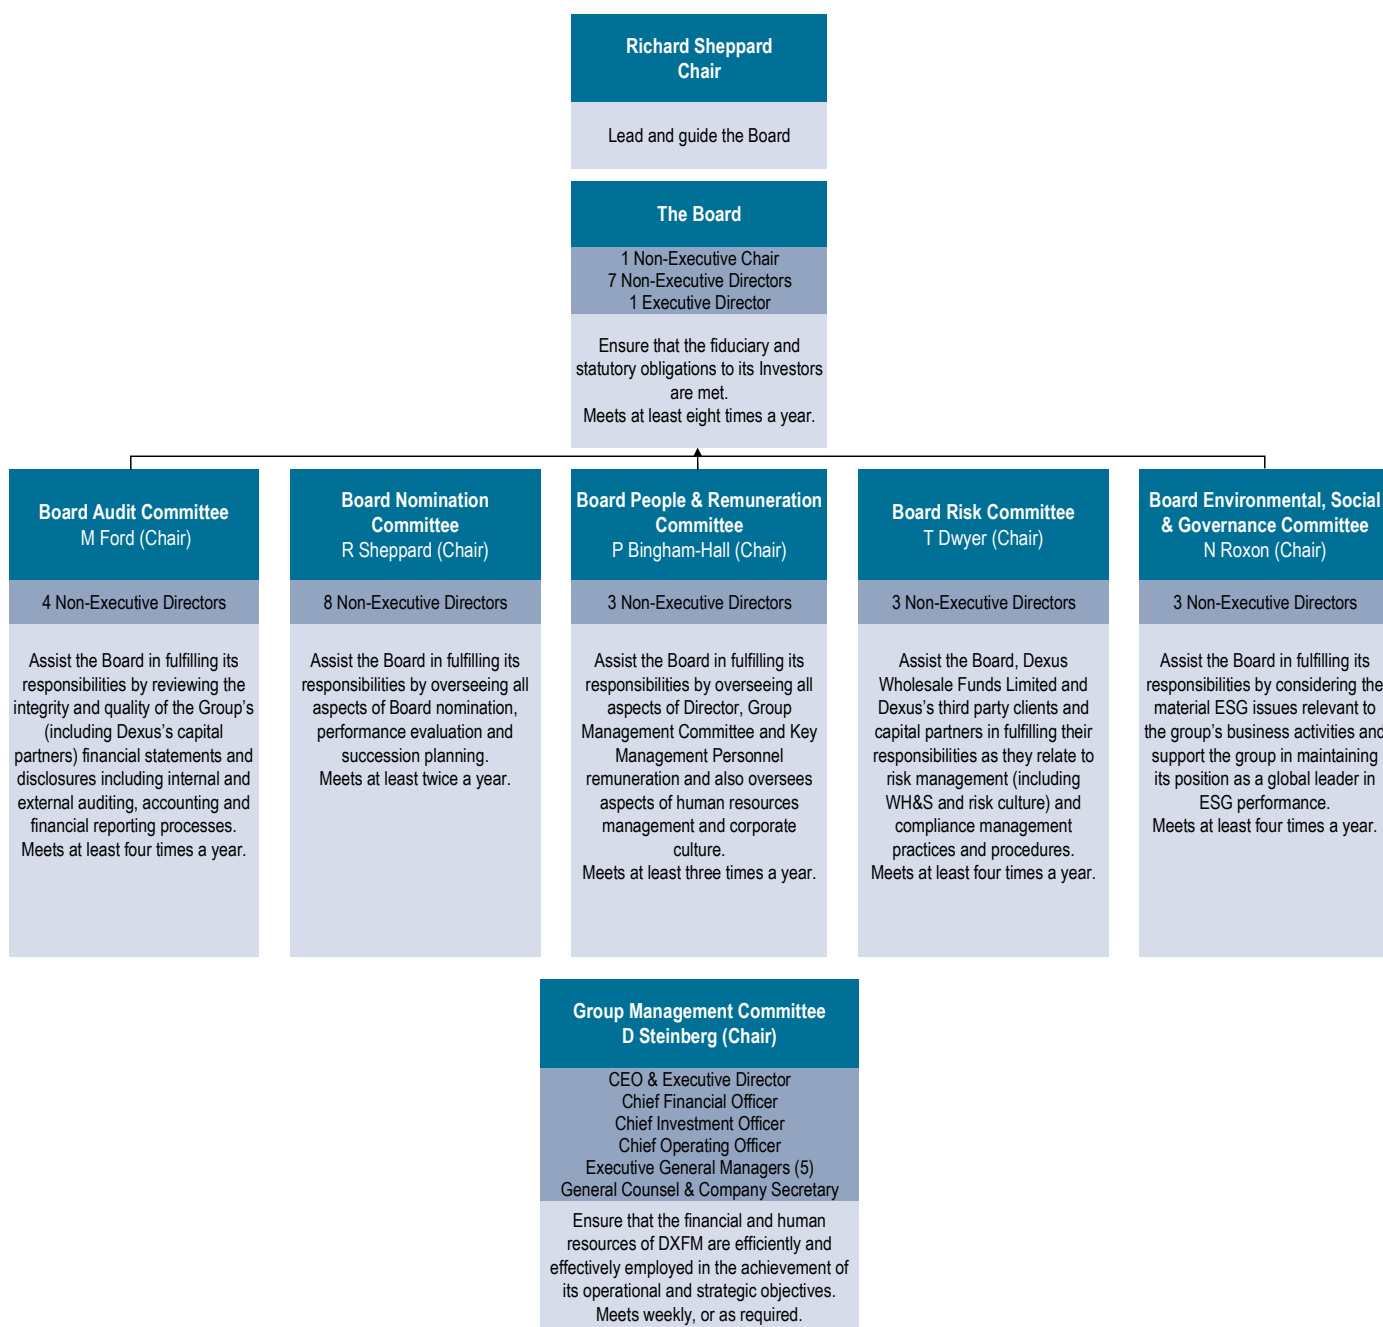 Richard Sheppard
Chair
Lead and guide the Board
The Board
1 Non-Executive Chair
7 Non-Executive Directors
1 Executive Director
Ensure that the fiduciary and
statutory obligations to its Investors
are met.
Meets at least eight times a year.
Board Audit Committee
M Ford (Chair)
4 Non-Executive Directors
Assist the Board in fulfilling its
responsibilities by reviewing the
integrity and quality of the Group's
(including Dexus's capital
partners) financial statements and
disclosures including internal and
external auditing, accounting and
financial reporting processes.
Meets at least four times a year.
Board Nomination
Committee
R Sheppard (Chair)
8 Non-Executive Directors
Assist the Board in fulfilling its
responsibilities by overseeing all
aspects of Board nomination,
performance evaluation and
succession planning.
Meets at least twice a year.
Board People & Remuneration
Committee
P Bingham-Hall (Chair)
3 Non-Executive Directors
Assist the Board in fulfilling its
responsibilities by overseeing all
aspects of Director, Group
Management Committee and Key
Management Personnel
remuneration and also oversees
aspects of human resources
management and corporate
culture.
Meets at least three times a year.
Board Risk Committee
T Dwyer (Chair)
3 Non-Executive Directors
Assist the Board, Dexus
Wholesale Funds Limited and
Dexus's third party clients and
capital partners in fulfilling their
responsibilities as they relate to
risk management (including
WH&S and risk culture) and
compliance management
practices and procedures.
Meets at least four times a year.
Board Environmental, Social
& Governance Committee
N Roxon (Chair)
3 Non-Executive Directors
Assist the Board in fulfilling its
responsibilities by considering the
material ESG issues relevant to
the group's business activities and
support the group in maintaining
its position as a global leader in
ESG performance.
Meets at least four times a year.
Group Management Committee
D Steinberg (Chair)
CEO & Executive Director
Chief Financial Officer
Chief Investment Officer
Chief Operating Officer
Executive General Managers (5)
General Counsel & Company Secretary
Ensure that the financial and human
resources of DXFM are efficiently and
effectively employed in the achievement of
its operational and strategic objectives.
Meets weekly, or as required.